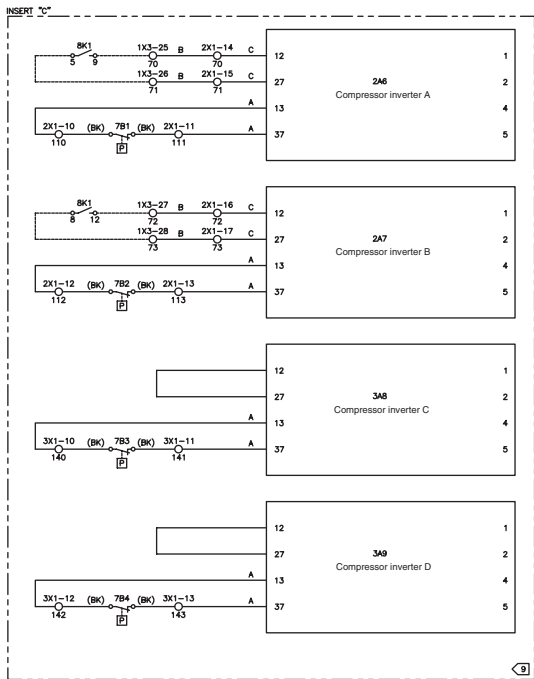 INSERT "C"
8K1 1X3-25 B 2X1-14 C
5 9 70 70 12 1
1X3-26 B 2X1-15 C
71 71 27 2A6 2
Compressor inverter A
A 13 4
2X1-10 (BK) 7B1 (BK) 2X1-11 A 37 5
110 P 111
8K1 1X3-27 B 2X1-16 C
8 12 72 72 12 1
1X3-28 B 2X1-17 C
73 73 27 2A7 2
Compressor inverter B
A 13 4
2X1-12 (BK) 7B2 (BK) 2X1-13 A 37 5
112 P 113
12 1
27 3A8 2
Compressor inverter C
A 13 4
3X1-10 (BK) 7B3 (BK) 3X1-11 A 37 5
140 P 141
12 1
27 3A9 2
Compressor inverter D
A 13 4
3X1-12 (BK) 7B4 (BK) 3X1-13 A 37 5
142 P 143
9